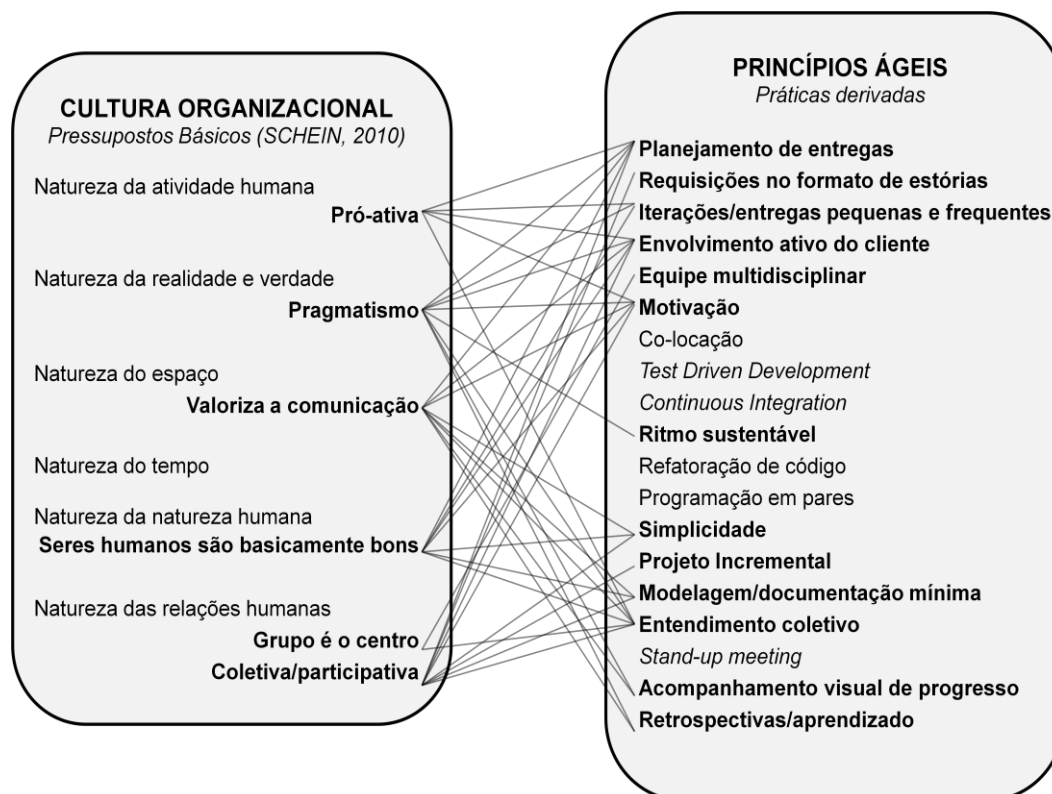 CULTURA ORGANIZACIONAL
Pressupostos Básicos (SCHEIN, 2010)
Natureza da atividade humana
Pró-ativa
Natureza da realidade e verdade
Pragmatismo
Natureza do espaço
Valoriza a comunicação
Natureza do tempo
Natureza da natureza humana
Seres humanos são basicamente bons
Natureza das relações humanas
Grupo é o centro
Coletiva/participativa
PRINCÍPIOS ÁGEIS
Práticas derivadas
Planejamento de entregas
Requisições no formato de estórias
Iterações/entregas pequenas e frequentes
Envolvimento ativo do cliente
Equipe multidisciplinar
Motivação
Co-locação
Test Driven Development
Continuous Integration
Ritmo sustentável
Refatoração de código
Programação em pares
Simplicidade
Projeto Incremental
Modelagem/documentação mínima
Entendimento coletivo
Stand-up meeting
Acompanhamento visual de progresso
Retrospectivas/aprendizado